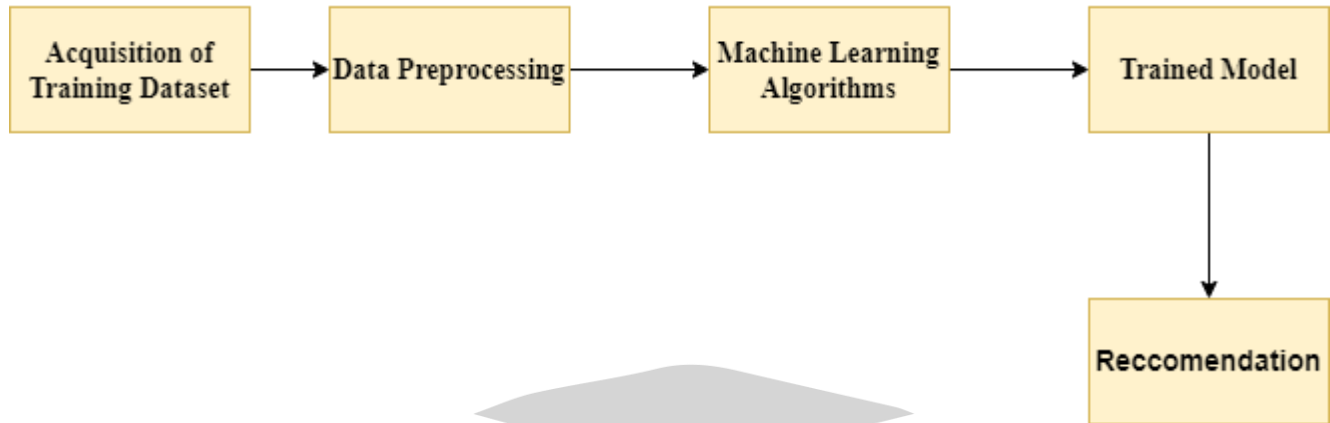 Acquisition of
Training Dataset
Data Preprocessing
Machine Learning
Algorithms
Trained Model
Reccomendation